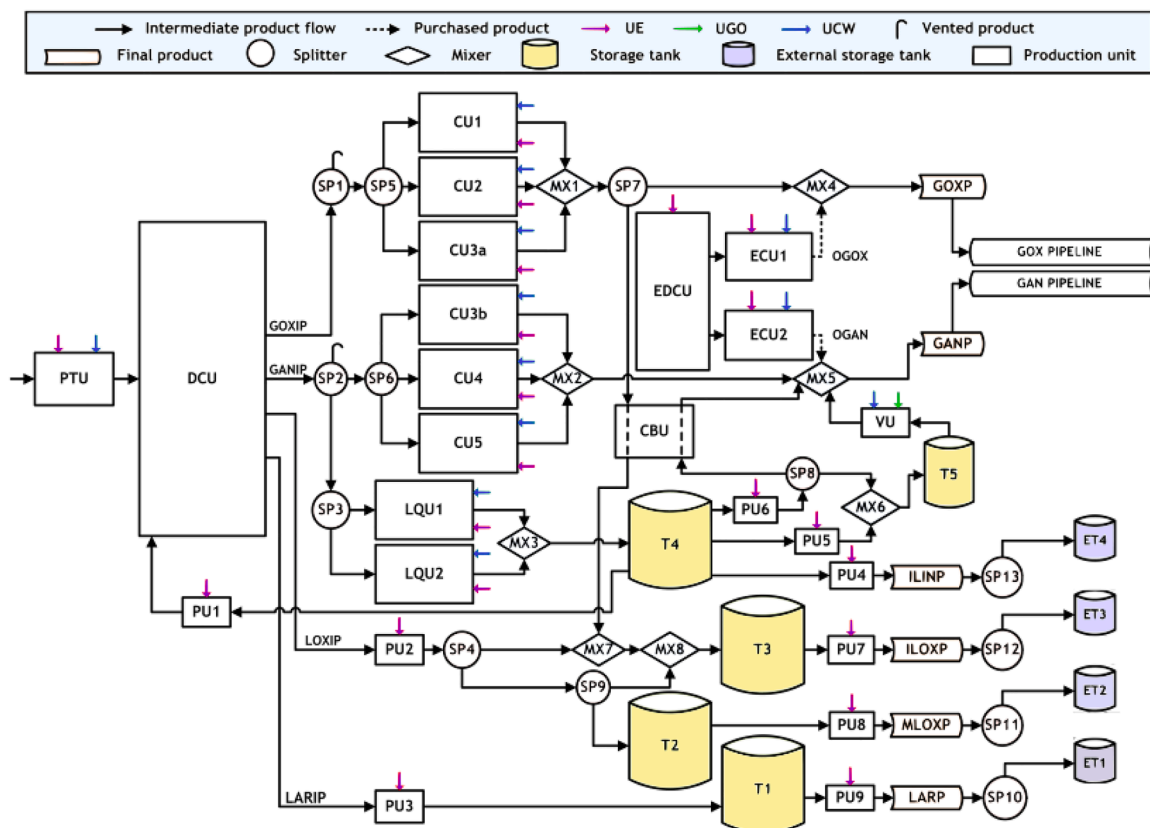 Intermediate product flow Purchased product UE UGO UCW Vented product
Final product Splitter Mixer Storage tank External storage tank Production unit
CU1
SP1 SP5 CU2 MX1 SP7 MX4 GOXP
CU3a ECU1 OGOX GOX PIPELINE
EDCU GAN PIPELINE
CU3b ECU2 OGAN
GOXIP
PTU DCU GANIP SP2 SP6 CU4 MX2 MX5 GANP
CU5 CBU VU
SP8 T5
SP3 LQU1 PU6 MX6
MX3 T4 PU5 ET4
LQU2 PU4 ILINP SP13
PU1 ET3
LOXIP PU2 SP4 MX7 MX8 T3 PU7 ILOXP SP12
SP9 ET2
T2 PU8 MLOXP SP11
ET1
LARIP PU3 T1 PU9 LARP SP10